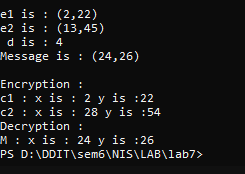 e1 is : (2,22)
e2 is : (13,45)
 d is : 4
Message is : (24,26)

Encryption :
c1 : x is : 2 y is :22
c2 : x is : 28 y is :54
Decryption :
M : x is : 24 y is :26
PS D:\DDIT\sem6\NIS\LAB\lab7>